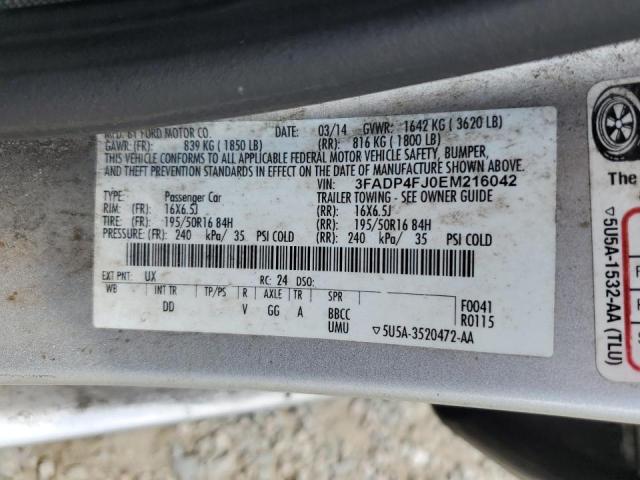 MFD. BY FORD MOTOR CO. DATE: 03/14 GVWR: 1642 KG ( 3620 LB)
GAWR: (FR): 839 KG ( 1850 LB) (RR): 816 KG ( 1800 LB)
THIS VEHICLE CONFORMS TO ALL APPLICABLE FEDERAL MOTOR VEHICLE SAFETY, BUMPER,
AND THEFT PREVENTION STANDARDS IN EFFECT ON THE DATE OF MANUFACTURE SHOWN ABOVE.
VIN: 3FADP4FJ0EM216042
TYPE: Passenger Car TRAILER TOWING - SEE OWNER GUIDE
RIM: (FR): 16X6.5J (RR): 16X6.5J
TIRE: (FR): 195/50R16 84H (RR): 195/50R16 84H
PRESSURE: (FR): 240 kPa/ 35 PSI COLD (RR): 240 kPa/ 35 PSI COLD
EXT PNT: UX RC: 24 DSO:
WB INT TR TP/PS R AXLE TR SPR
DD V GG A BBCC F0041
UMU R0115
▽5U5A-3520472-AA
▽5U5A-1532-AA (TLU)